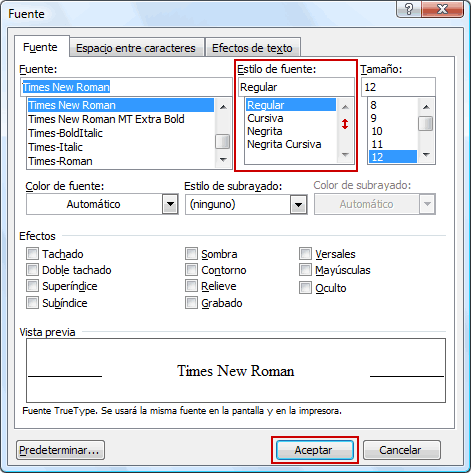 Fuente
Fuente Espacio entre caracteres Efectos de texto
Fuente: Estilo de fuente: Tamaño:
Times New Roman Regular 12
Times New Roman Regular 8
Times New Roman MT Extra Bold Cursiva 9
Times-BoldItalic Negrita 10
Times-Italic Negrita Cursiva 11
Times-Roman 12
Color de fuente: Estilo de subrayado: Color de subrayado:
Automático (ninguno) Automático
Efectos
Tachado Sombra Versales
Doble tachado Contorno Mayúsculas
Superíndice Relieve Oculto
Subíndice Grabado
Vista previa
Times New Roman
Fuente TrueType. Se usará la misma fuente en la pantalla y en la impresora.
Predeterminar... Aceptar Cancelar